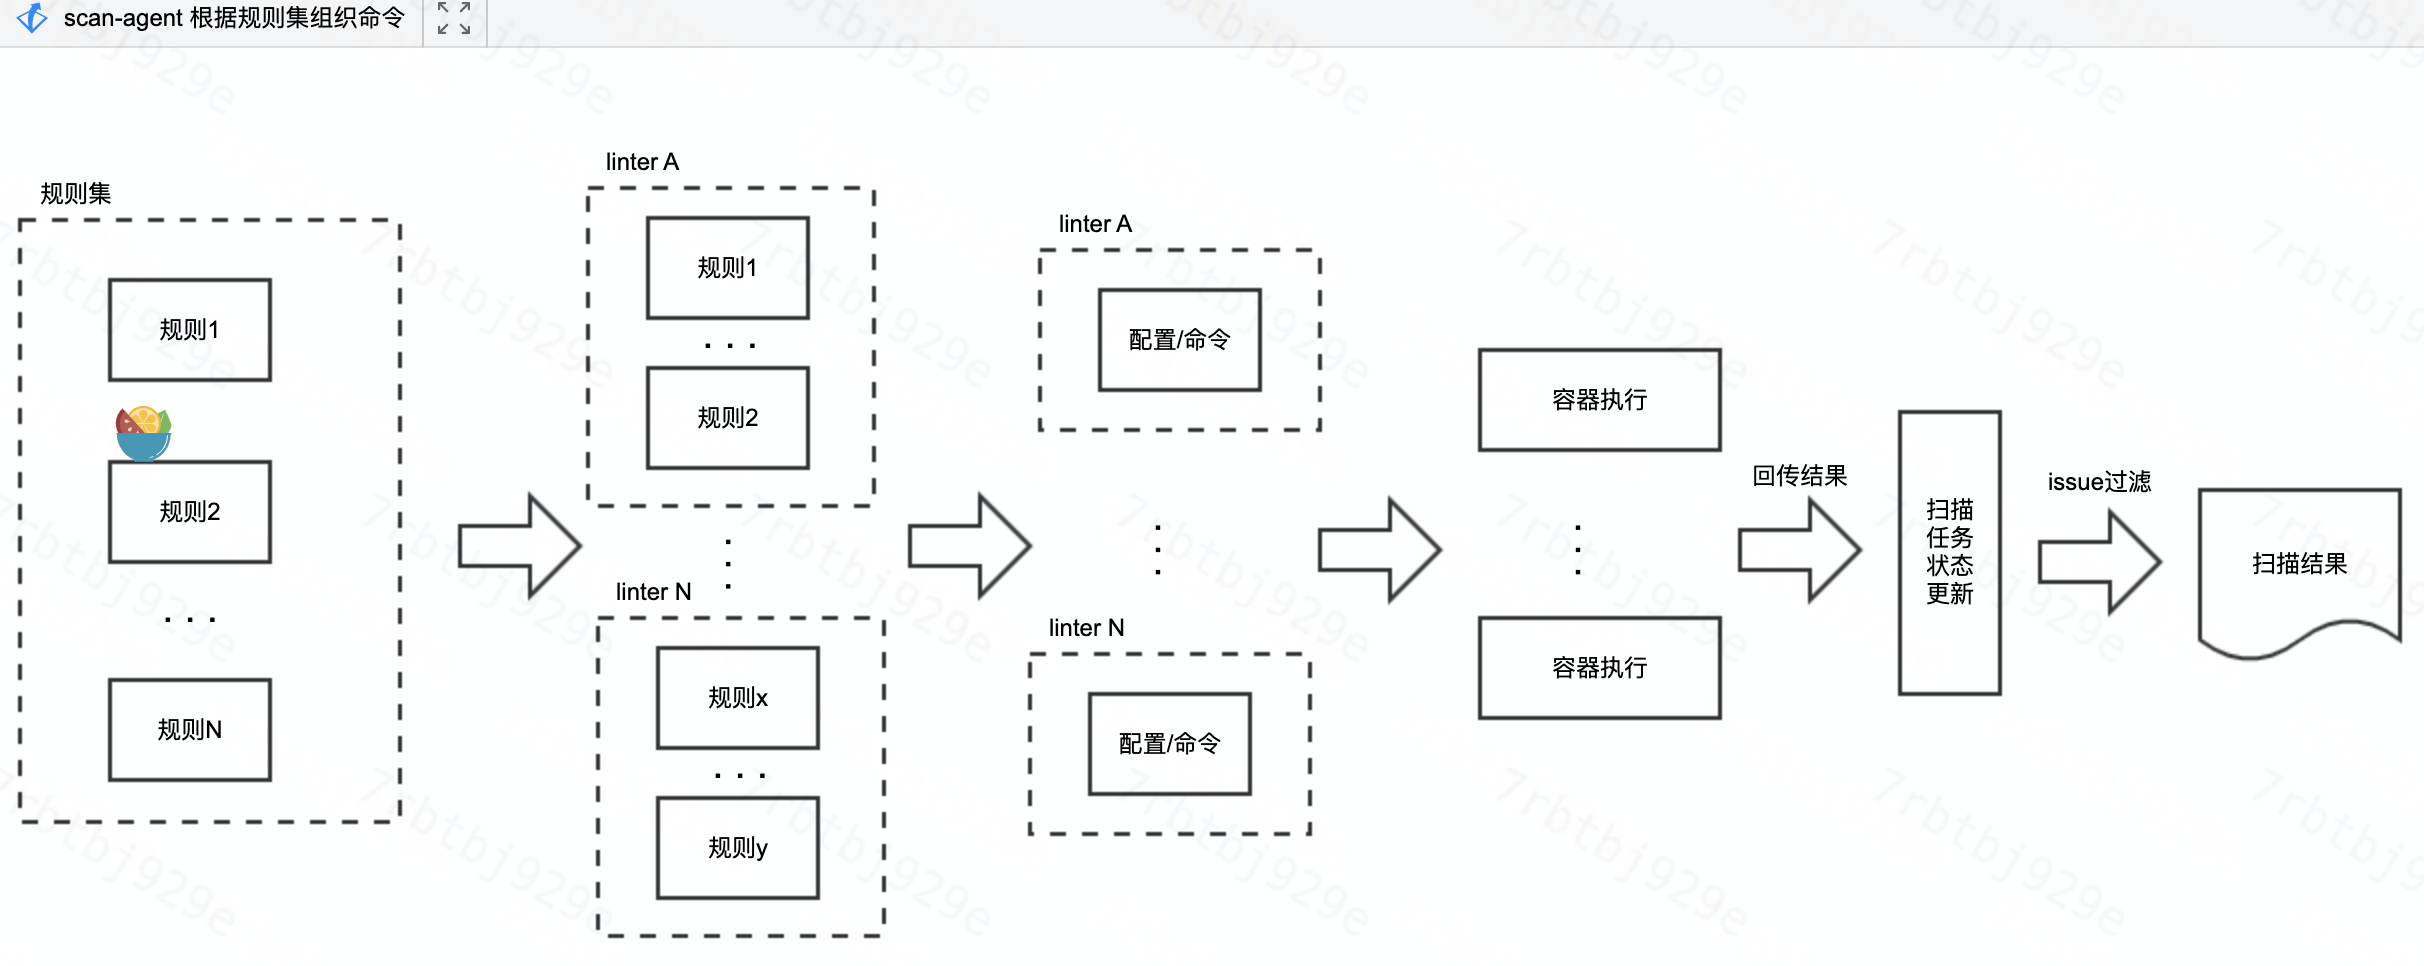 scan-agent 根据规则集组织命令
规则集
规则1
规则2
. . .
规则N
linter A
规则1
. . .
规则2
linter N
规则x
. . .
规则y
linter A
配置/命令
linter N
配置/命令
容器执行
容器执行
回传结果
扫描
任务
状态
更新
issue过滤
扫描结果
7rbtbj929e